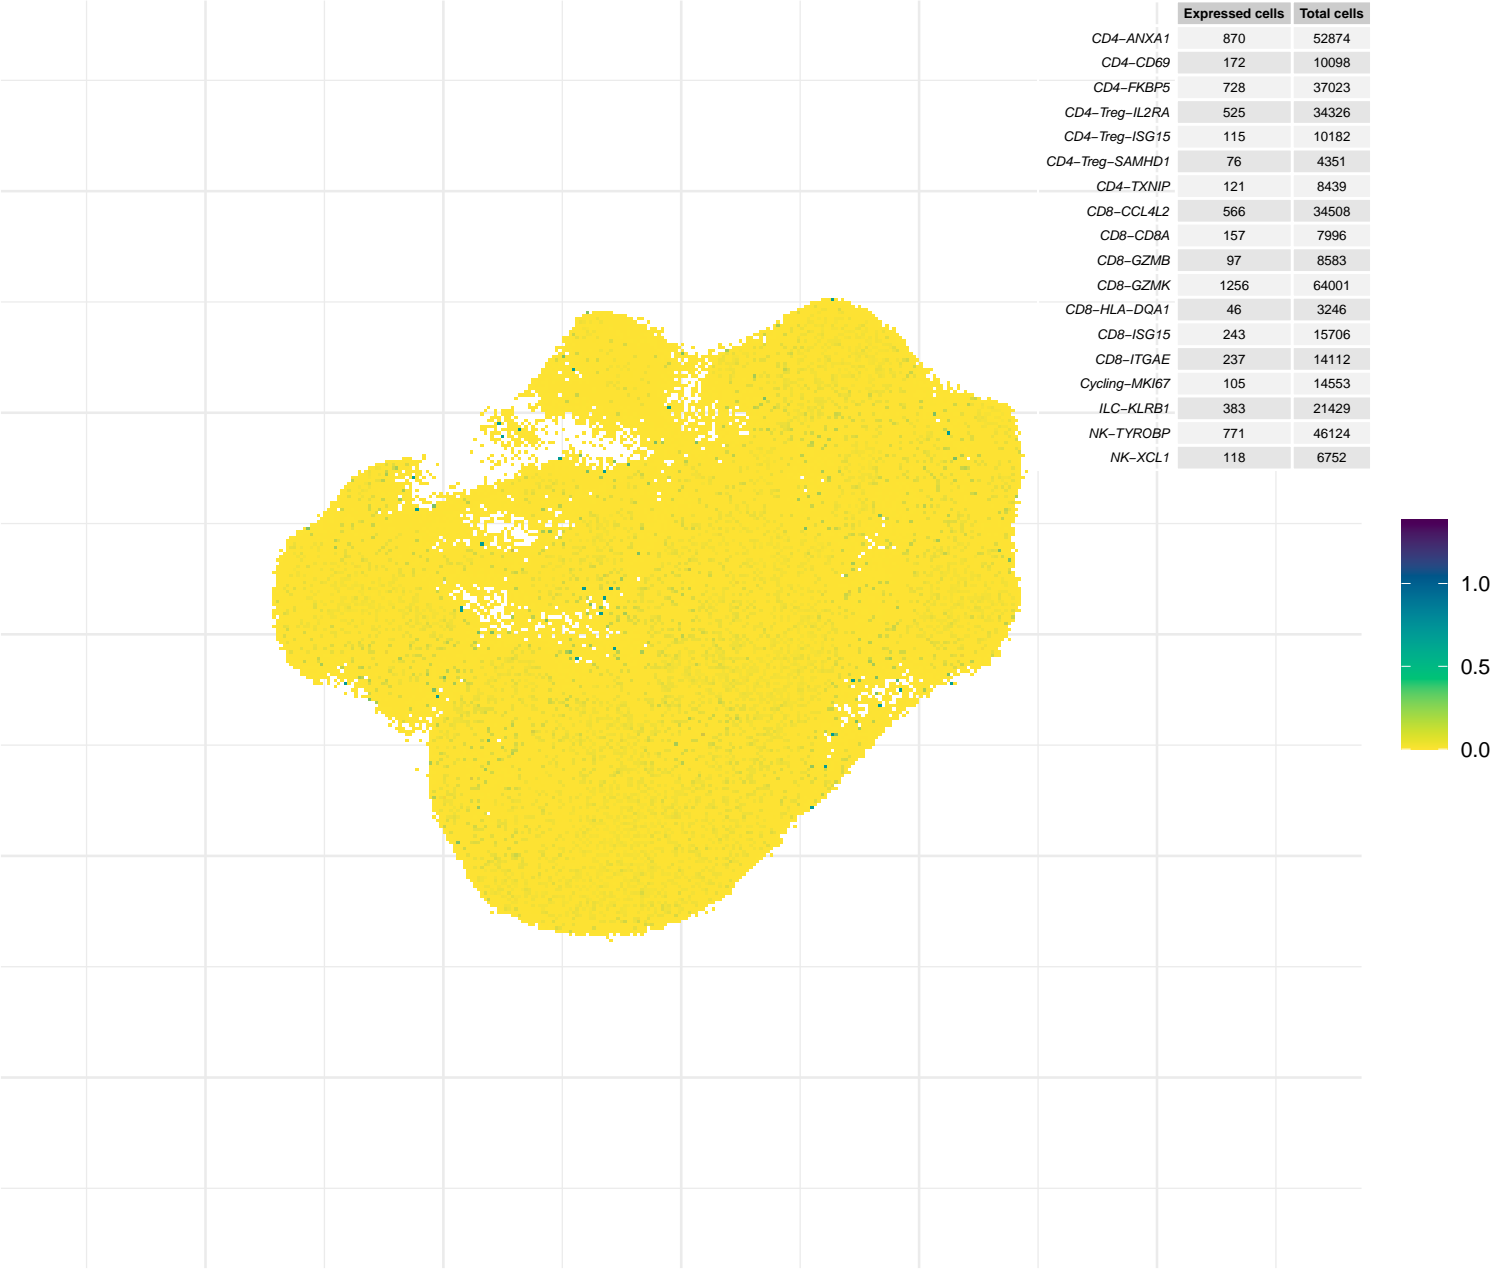 Expressed cells Total cells
CD4−ANXA1 870 52874
CD4−CD69 172 10098
CD4−FKBP5 728 37023
CD4−Treg−IL2RA 525 34326
CD4−Treg−ISG15 115 10182
CD4−Treg−SAMHD1 76 4351
CD4−TXNIP 121 8439
CD8−CCL4L2 566 34508
CD8−CD8A 157 7996
CD8−GZMB 97 8583
CD8−GZMK 1256 64001
CD8−HLA−DQA1 46 3246
CD8−ISG15 243 15706
CD8−ITGAE 237 14112
Cycling−MKI67 105 14553
ILC−KLRB1 383 21429
NK−TYROBP 771 46124
NK−XCL1 118 6752
1.0
0.5
0.0